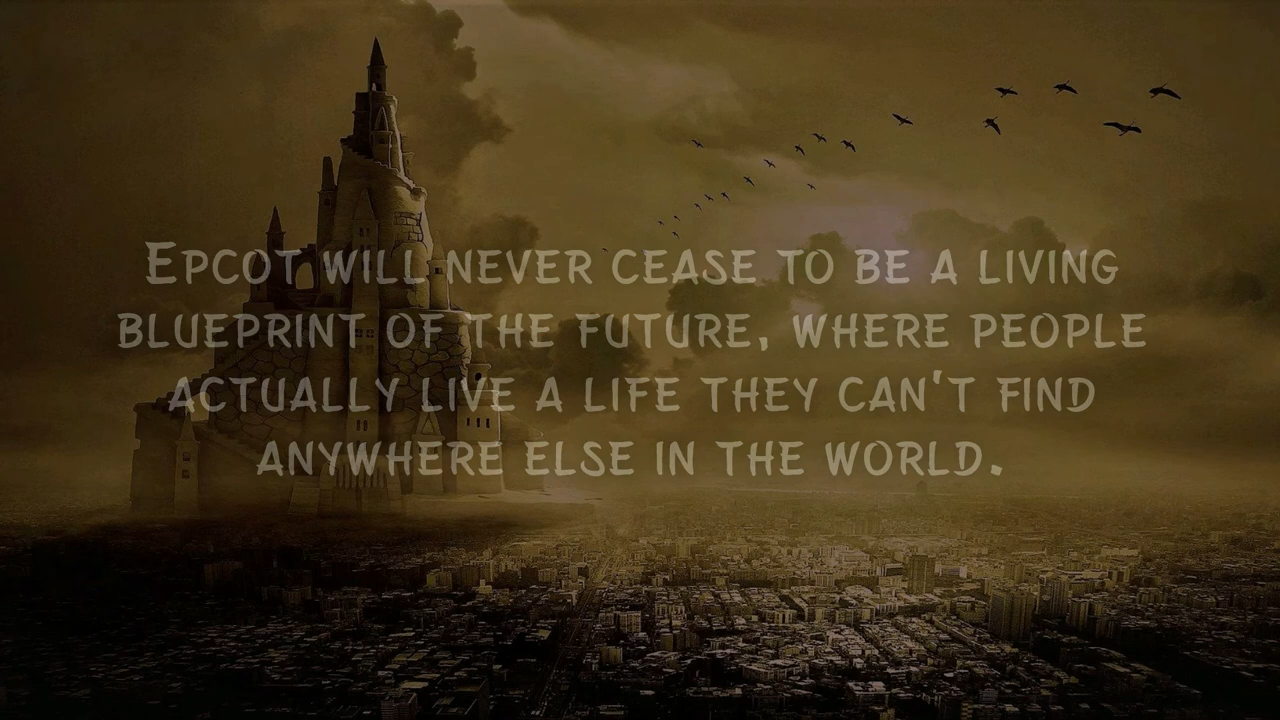 Epcot will never cease to be a living
blueprint of the future, where people
actually live a life they can't find
anywhere else in the world.